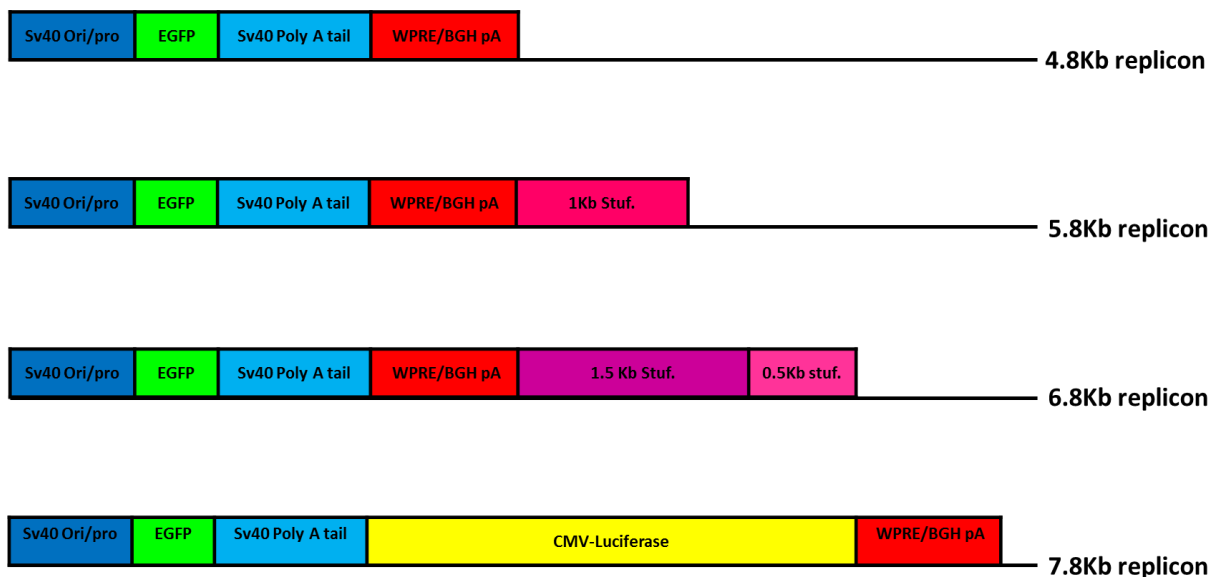 Sv40 Ori/pro EGFP Sv40 Poly A tail WPRE/BGH pA
4.8Kb replicon
Sv40 Ori/pro EGFP Sv40 Poly A tail WPRE/BGH pA 1Kb Stuf.
5.8Kb replicon
Sv40 Ori/pro EGFP Sv40 Poly A tail WPRE/BGH pA 1.5 Kb Stuf. 0.5Kb stuf.
6.8Kb replicon
Sv40 Ori/pro EGFP Sv40 Poly A tail CMV-Luciferase WPRE/BGH pA
7.8Kb replicon